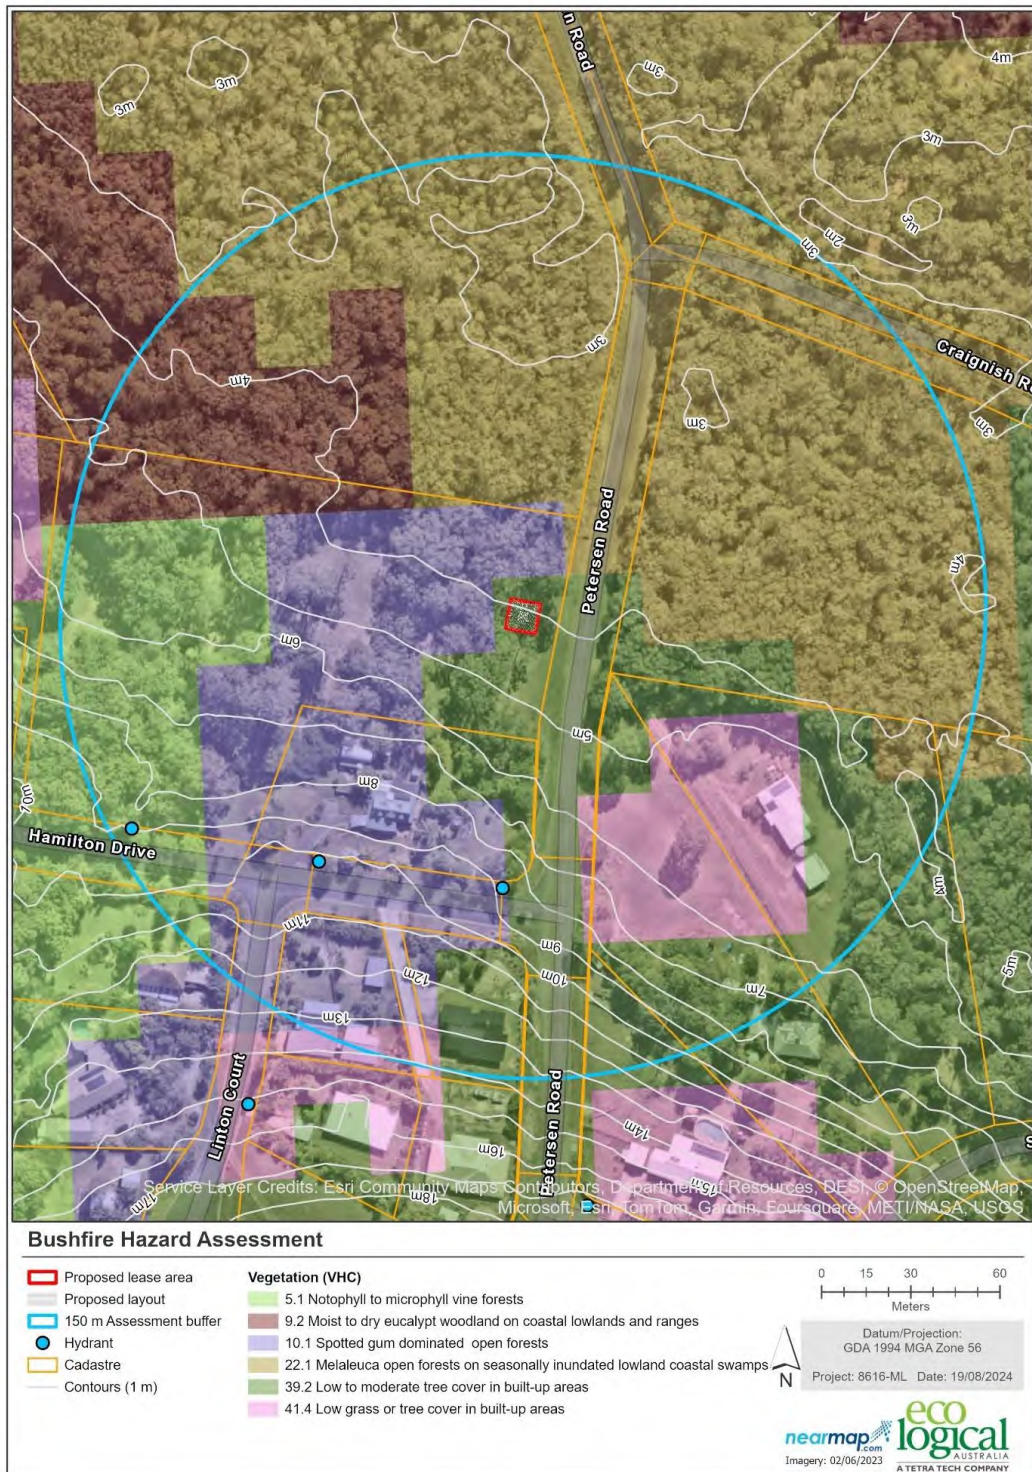 n Road
3m
4m
3m
3m
3m
3m
2m
3m
3m
Craignish R
4m
3m
3m
4m
Petersen Road
6m
5m
8m
10m
Hamilton Drive
4m
11m
9m
10m
12m
7m
5m
13m
Linton Court
Petersen Road
14m
16m
15m
17m
18m
S
Service Layer Credits: Esri Community Maps Contributors, Department of Resources, DESI, © OpenStreetMap,
Microsoft, Esri, TomTom, Garmin, Foursquare, METI/NASA, USGS
Bushfire Hazard Assessment
Proposed lease area
Proposed layout
150 m Assessment buffer
Hydrant
Cadastre
Contours (1 m)
Vegetation (VHC)
5.1 Notophyll to microphyll vine forests
9.2 Moist to dry eucalypt woodland on coastal lowlands and ranges
10.1 Spotted gum dominated open forests
22.1 Melaleuca open forests on seasonally inundated lowland coastal swamps
39.2 Low to moderate tree cover in built-up areas
41.4 Low grass or tree cover in built-up areas
0 15 30 60
Meters
N
Datum/Projection:
GDA 1994 MGA Zone 56
Project: 8616-ML Date: 19/08/2024
nearmap.com
Imagery: 02/06/2023
eco
logical
AUSTRALIA
A TETRA TECH COMPANY